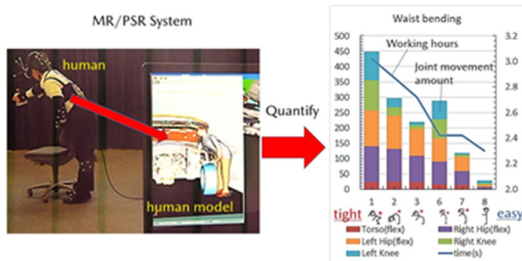 MR/PSR System
human
human model
Quantify
Waist bending
500
450
400
350
300
250
200
150
100
50
0
3.2
3.0
2.8
2.6
2.4
2.2
2.0
Working hours
Joint movement
amount
1 2 3 6 7 8
tight
easy
Torso(flex)
Right Hip(flex)
Left Hip(flex)
Right Knee
Left Knee
time(s)